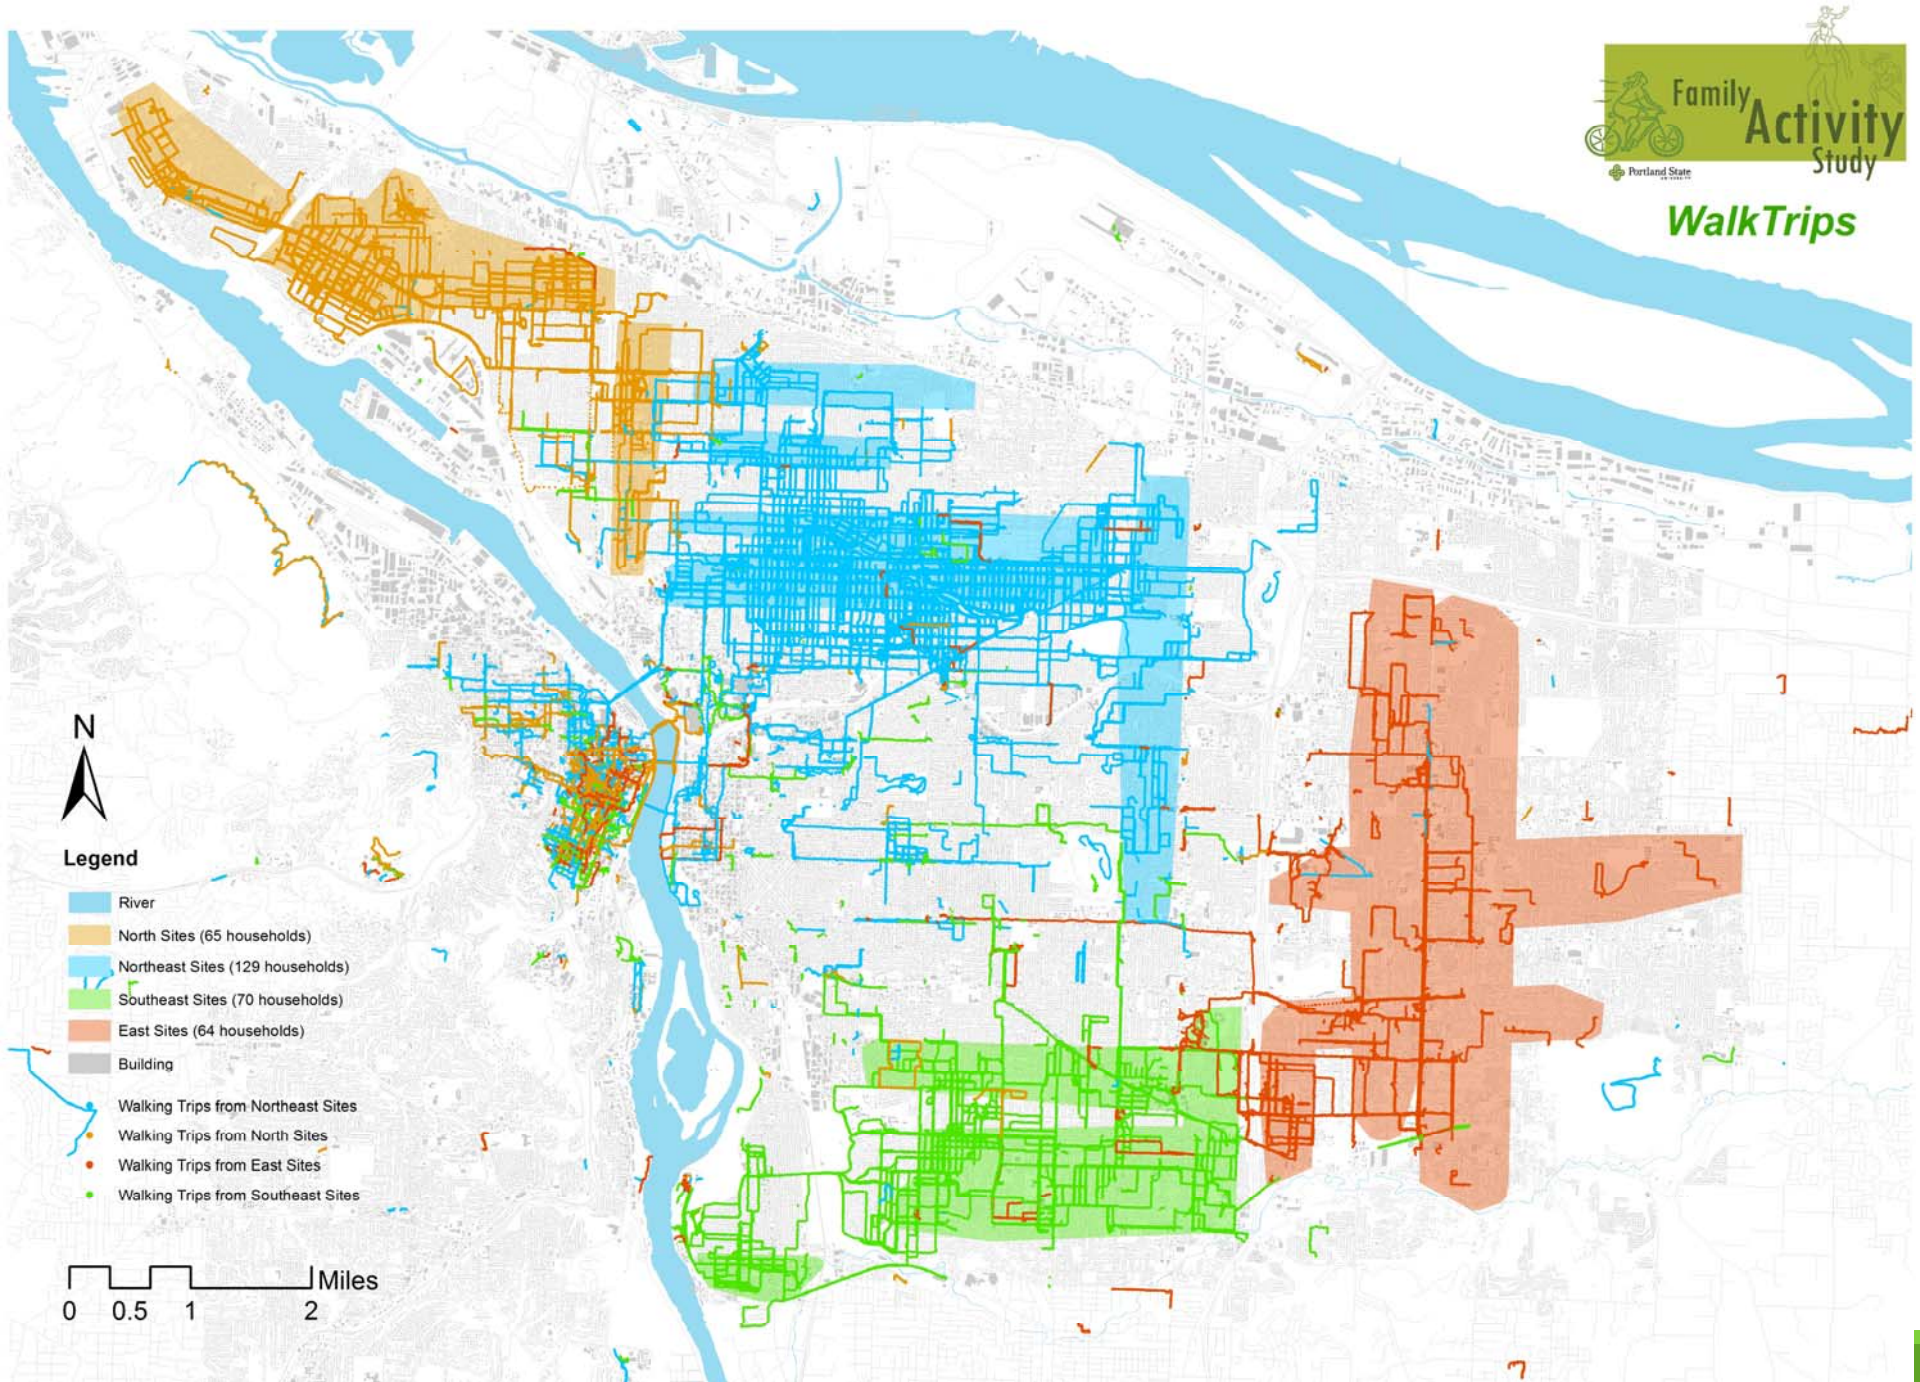 Family
Activity
Study
Portland State
UNIVERSITY
WalkTrips
N
Legend
River
North Sites (65 households)
Northeast Sites (129 households)
Southeast Sites (70 households)
East Sites (64 households)
Building
Walking Trips from Northeast Sites
Walking Trips from North Sites
Walking Trips from East Sites
Walking Trips from Southeast Sites
Miles
0 0.5 1 2